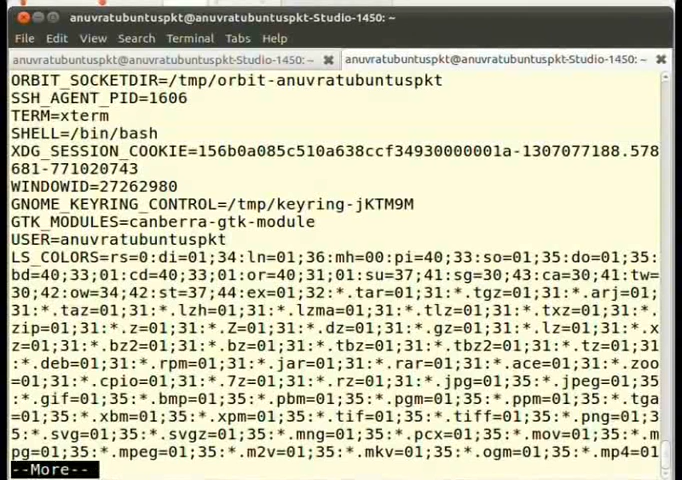 anuvratubuntuspkt@anuvratubuntuspkt-Studio-1450: ~
File Edit View Search Terminal Tabs Help
anuvratubuntuspkt@anuvratubuntuspkt-Studio-1450: ~
anuvratubuntuspkt@anuvratubuntuspkt-Studio-1450: ~
ORBIT_SOCKETDIR=/tmp/orbit-anuvratubuntuspkt
SSH_AGENT_PID=1606
TERM=xterm
SHELL=/bin/bash
XDG_SESSION_COOKIE=156b0a085c510a638ccf34930000001a-1307077188.578
681-771020743
WINDOWID=27262980
GNOME_KEYRING_CONTROL=/tmp/keyring-jKTM9M
GTK_MODULES=canberra-gtk-module
USER=anuvratubuntuspkt
LS_COLORS=rs=0:di=01;34:ln=01;36:mh=00:pi=40;33:so=01;35:do=01;35:
bd=40;33;01:cd=40;33;01:or=40;31;01:su=37;41:sg=30;43:ca=30;41:tw=
30;42:ow=34;42:st=37;44:ex=01;32:*.tar=01;31:*.tgz=01;31:*.arj=01;
31:*.taz=01;31:*.lzh=01;31:*.lzma=01;31:*.tlz=01;31:*.txz=01;31:*.
zip=01;31:*.z=01;31:*.Z=01;31:*.dz=01;31:*.gz=01;31:*.lz=01;31:*.x
z=01;31:*.bz2=01;31:*.bz=01;31:*.tbz=01;31:*.tbz2=01;31:*.tz=01;31
:*.deb=01;31:*.rpm=01;31:*.jar=01;31:*.rar=01;31:*.ace=01;31:*.zoo
=01;31:*.cpio=01;31:*.7z=01;31:*.rz=01;31:*.jpg=01;35:*.jpeg=01;35
:*.gif=01;35:*.bmp=01;35:*.pbm=01;35:*.pgm=01;35:*.ppm=01;35:*.tga
=01;35:*.xbm=01;35:*.xpm=01;35:*.tif=01;35:*.tiff=01;35:*.png=01;3
5:*.svg=01;35:*.svgz=01;35:*.mng=01;35:*.pcx=01;35:*.mov=01;35:*.m
pg=01;35:*.mpeg=01;35:*.m2v=01;35:*.mkv=01;35:*.ogm=01;35:*.mp4=01
--More--